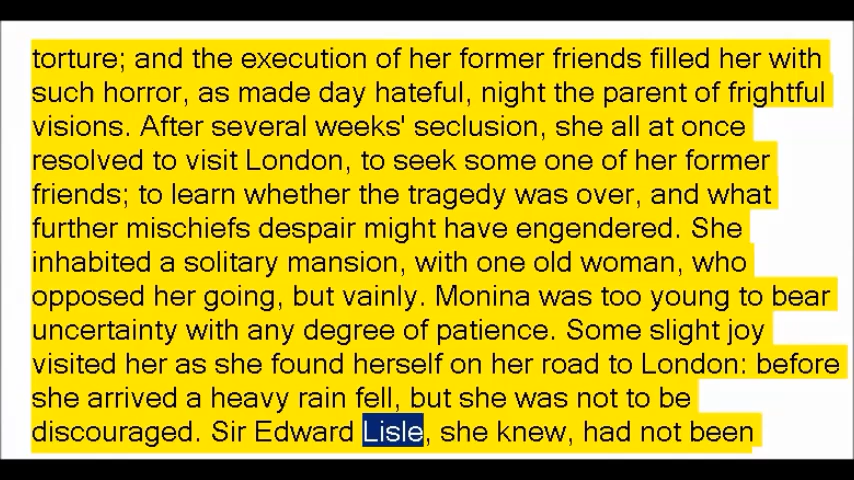 torture; and the execution of her former friends filled her with
such horror, as made day hateful, night the parent of frightful
visions. After several weeks' seclusion, she all at once
resolved to visit London, to seek some one of her former
friends; to learn whether the tragedy was over, and what
further mischiefs despair might have engendered. She
inhabited a solitary mansion, with one old woman, who
opposed her going, but vainly. Monina was too young to bear
uncertainty with any degree of patience. Some slight joy
visited her as she found herself on her road to London: before
she arrived a heavy rain fell, but she was not to be
discouraged. Sir Edward Lisle, she knew, had not been